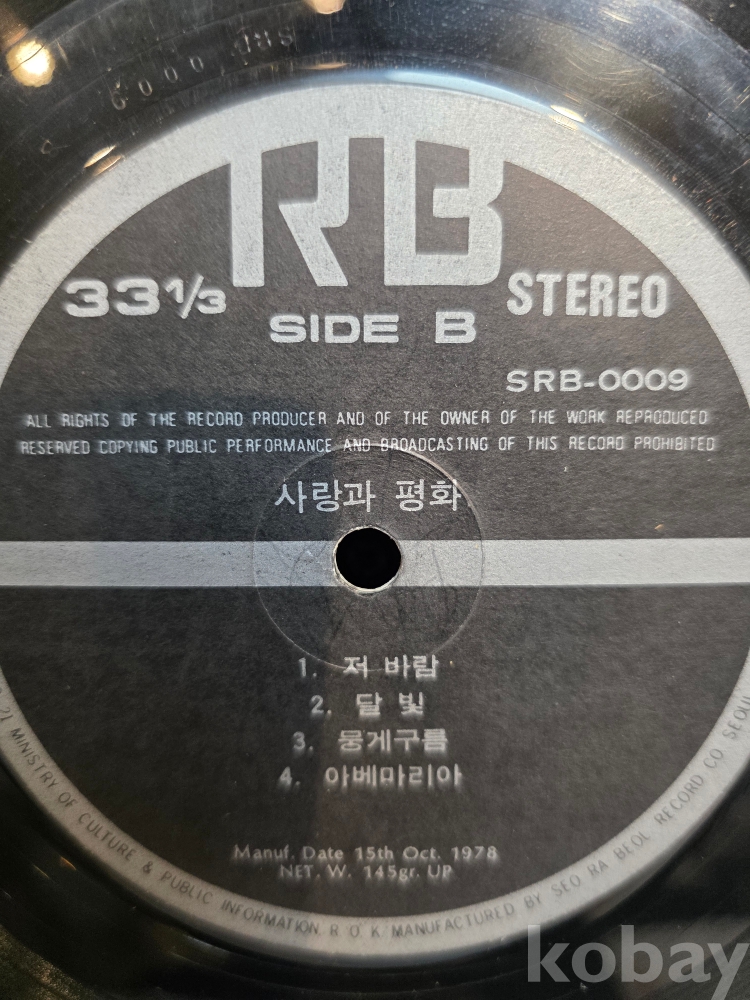 RB
33 1/3
STEREO
SIDE B
SRB-0009
ALL RIGHTS OF THE RECORD PRODUCER AND OF THE OWNER OF THE WORK REPRODUCED
RESERVED COPYING PUBLIC PERFORMANCE AND BROADCASTING OF THIS RECORD PROHIBITED
사랑과 평화
1. 저 바람
2. 달 빛
3. 뭉게구름
4. 아베마리아
Manuf. Date 15th Oct. 1978
NET. W. 145gr. UP
21 MINISTRY OF CULTURE & PUBLIC INFORMATION R O K MANUFACTURED BY SEO RA BEOL RECORD CO SEOUL
kobay